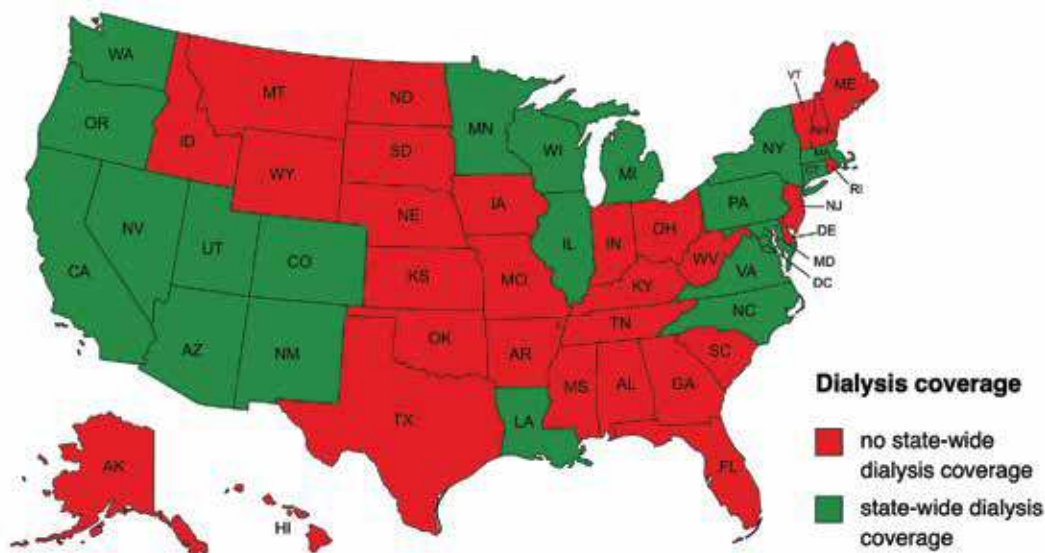 WA
MT
ND
OR
ID
SD
WY
MN
WI
MI
NY
VT
ME
NH
MA
CT
RI
NJ
PA
DE
MD
DC
NE
IA
IL
IN
OH
WV
VA
NV
UT
CO
CA
KS
MO
KY
NC
TN
AZ
NM
OK
AR
SC
MS
AL
GA
TX
LA
FL
AK
HI
Dialysis coverage
no state-wide
dialysis coverage
state-wide dialysis
coverage